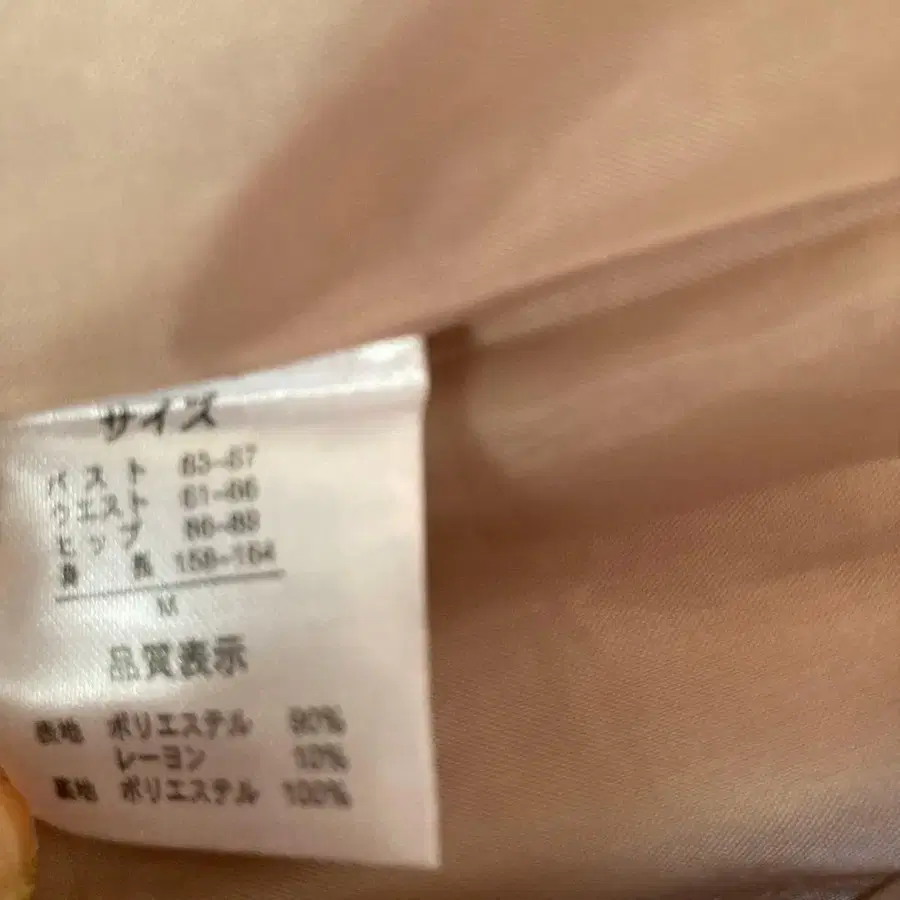 サイズ
バスト 83-87
ウエスト 61-66
ヒップ 86-89
身 長 158-164
M
品質表示
表地 ポリエステル 90%
レーヨン 10%
裏地 ポリエステル 100%